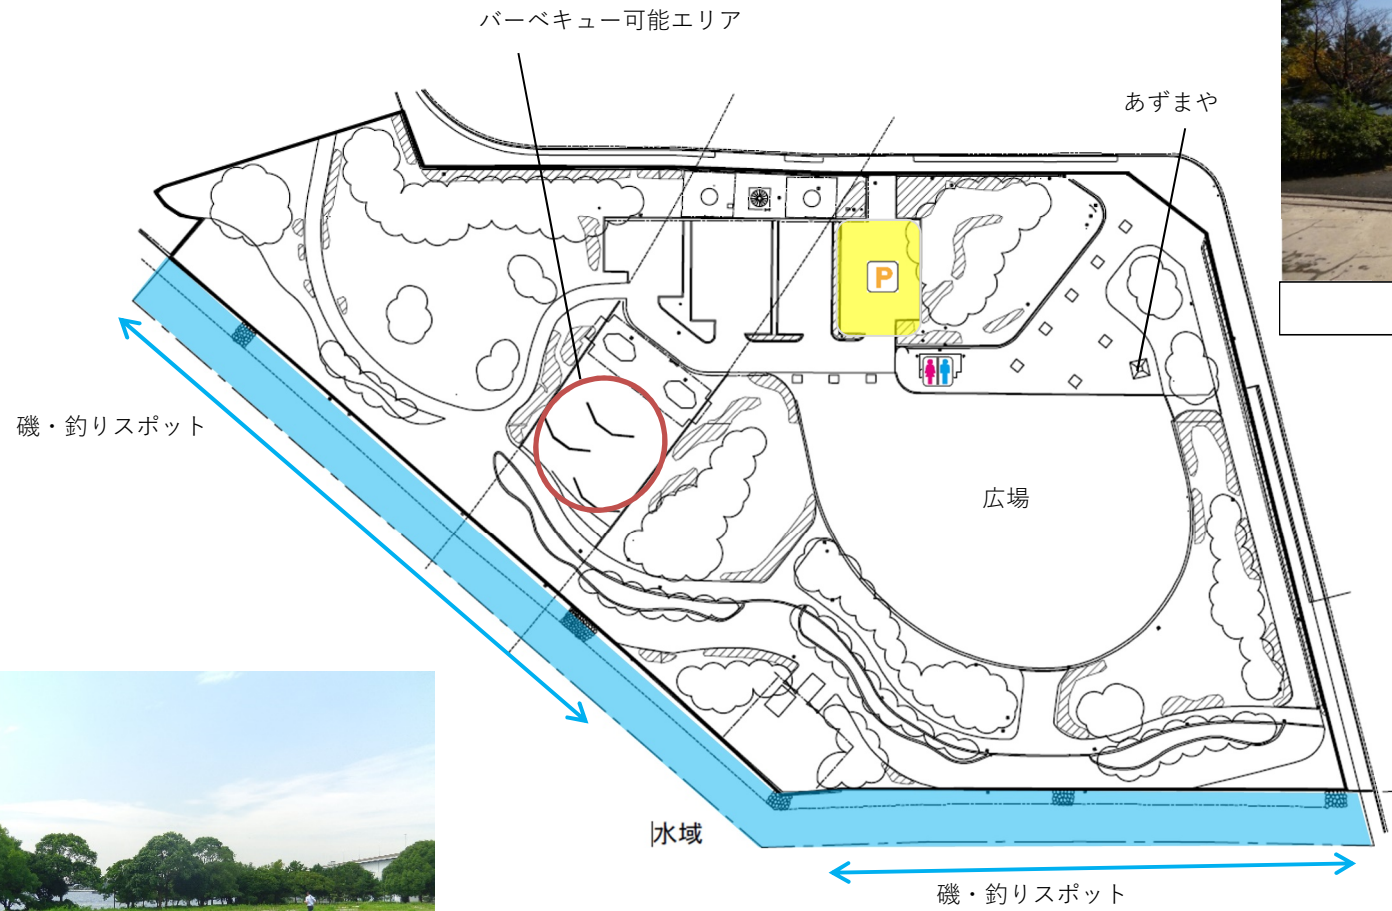 バーベキュー可能エリア
あずまや
P
磯・釣りスポット
広場
水域
磯・釣りスポット